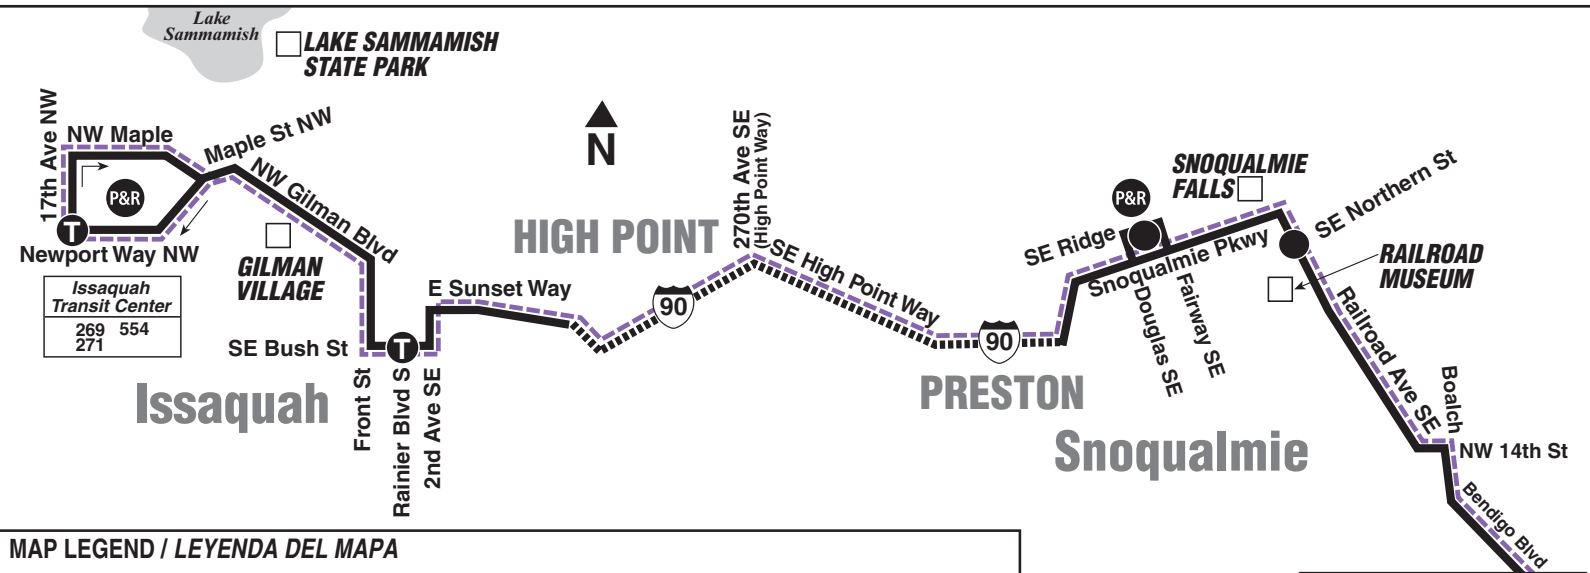 Lake
Sammamish
LAKE SAMMAMISH
STATE PARK
17th Ave NW
NW Maple
Maple St NW
P&R
T
Newport Way NW
NW Gilman Blvd
GILMAN
VILLAGE
Issaquah
Transit Center
269 554
271
SE Bush St
T
Issaquah
Front St
Rainier Blvd S
2nd Ave SE
E Sunset Way
N
HIGH POINT
90
270th Ave SE
(High Point Way)
SE High Point Way
90
PRESTON
SE Ridge
P&R
Snoqualmie Pkwy
Douglas SE
Fairway SE
SNOQUALMIE
FALLS
SE Northern St
RAILROAD
MUSEUM
Railroad Ave SE
Snoqualmie
Boalch
NW 14th St
Bendigo Blvd
MAP LEGEND / LEYENDA DEL MAPA